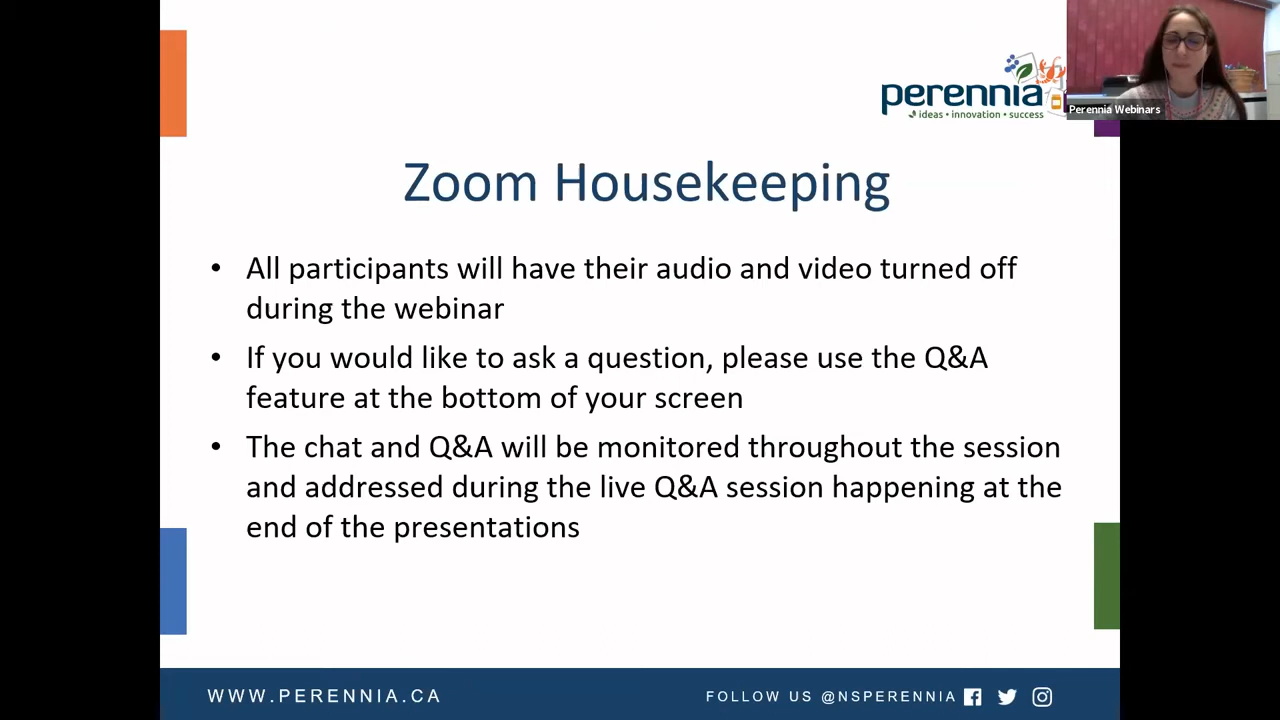 perennia
ideas • innovation • success
Perennia Webinars
Zoom Housekeeping
• All participants will have their audio and video turned off
during the webinar
• If you would like to ask a question, please use the Q&A
feature at the bottom of your screen
• The chat and Q&A will be monitored throughout the session
and addressed during the live Q&A session happening at the
end of the presentations
WWW.PERENNIA.CA
FOLLOW US @NSPERENNIA